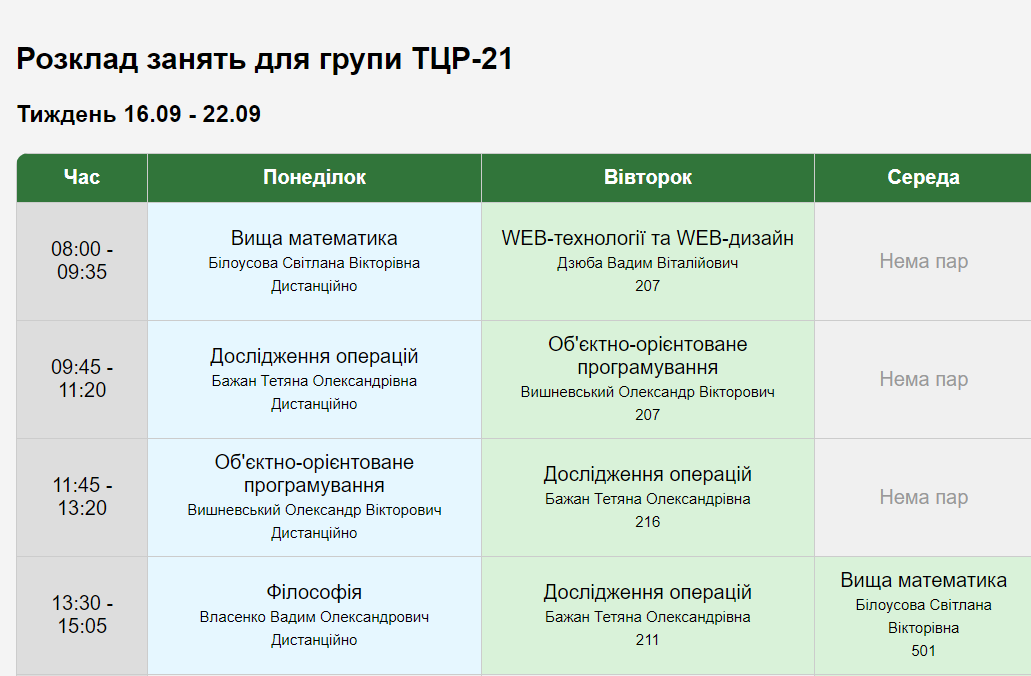 Розклад занять для групи ТЦР-21
Тиждень 16.09 - 22.09
Час
Понеділок
Вівторок
Середа
08:00 -
09:35
Вища математика
Білоусова Світлана Вікторівна
Дистанційно
WEB-технології та WEB-дизайн
Дзюба Вадим Віталійович
207
Нема пар
09:45 -
11:20
Дослідження операцій
Бажан Тетяна Олександрівна
Дистанційно
Об'єктно-орієнтоване
програмування
Вишневський Олександр Вікторович
207
Нема пар
11:45 -
13:20
Об'єктно-орієнтоване
програмування
Вишневський Олександр Вікторович
Дистанційно
Дослідження операцій
Бажан Тетяна Олександрівна
216
Нема пар
13:30 -
15:05
Філософія
Власенко Вадим Олександрович
Дистанційно
Дослідження операцій
Бажан Тетяна Олександрівна
211
Вища математика
Білоусова Світлана
Вікторівна
501